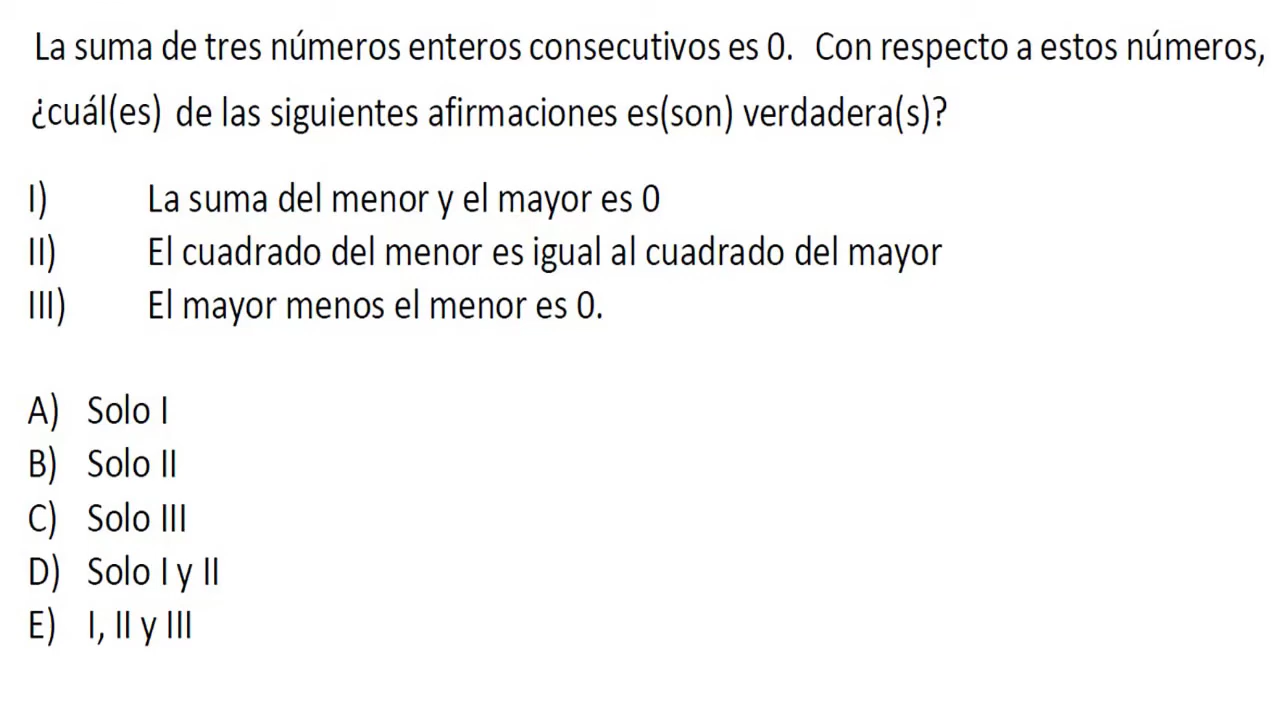 La suma de tres números enteros consecutivos es 0. Con respecto a estos números,
¿cuál(es) de las siguientes afirmaciones es(son) verdadera(s)?
I) La suma del menor y el mayor es 0
II) El cuadrado del menor es igual al cuadrado del mayor
III) El mayor menos el menor es 0.
A) Solo I
B) Solo II
C) Solo III
D) Solo I y II
E) I, II y III